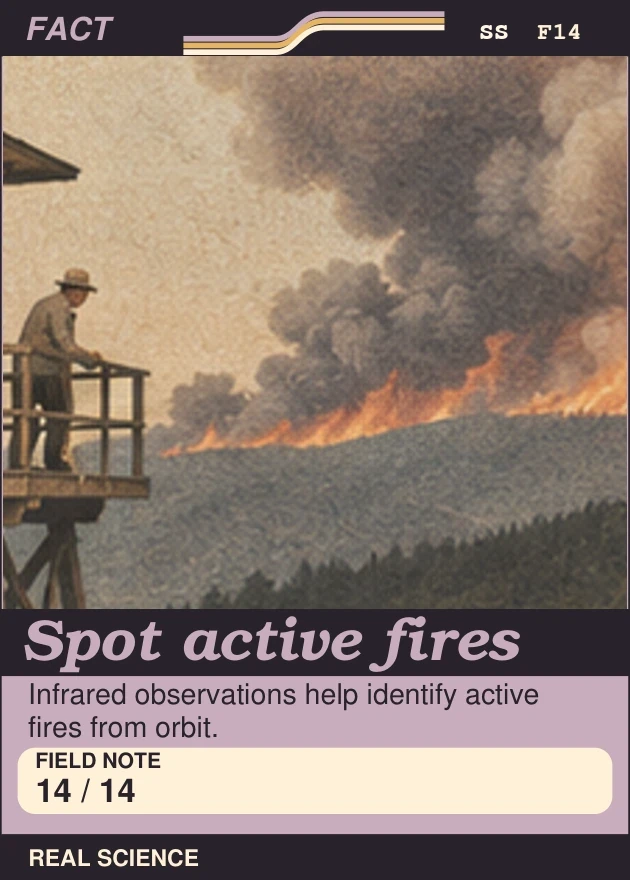 FACT
SS F14
Spot active fires
Infrared observations help identify active
fires from orbit.
FIELD NOTE
14 / 14
REAL SCIENCE